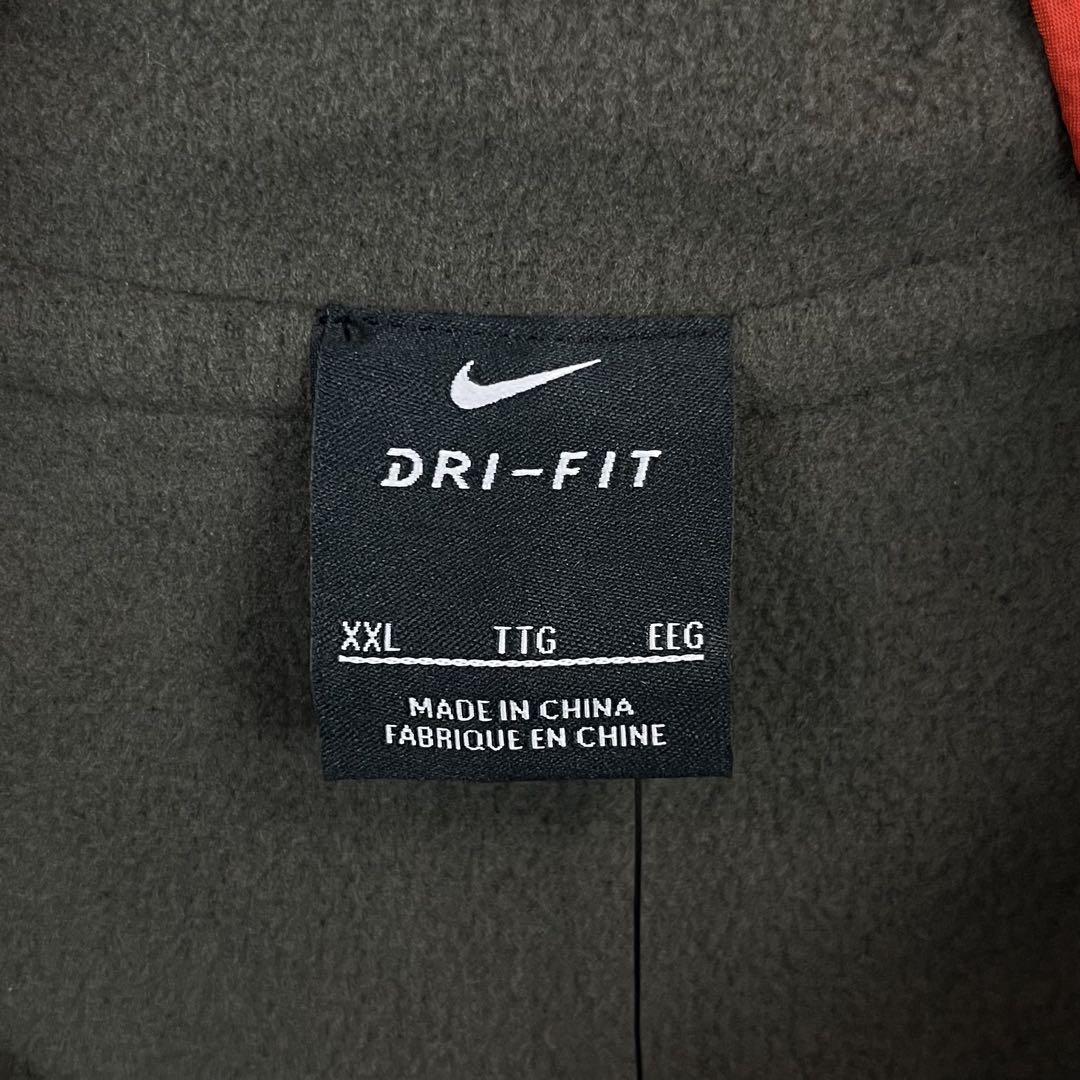 DRI-FIT
XXL TTG EEG
MADE IN CHINA
FABRIQUE EN CHINE